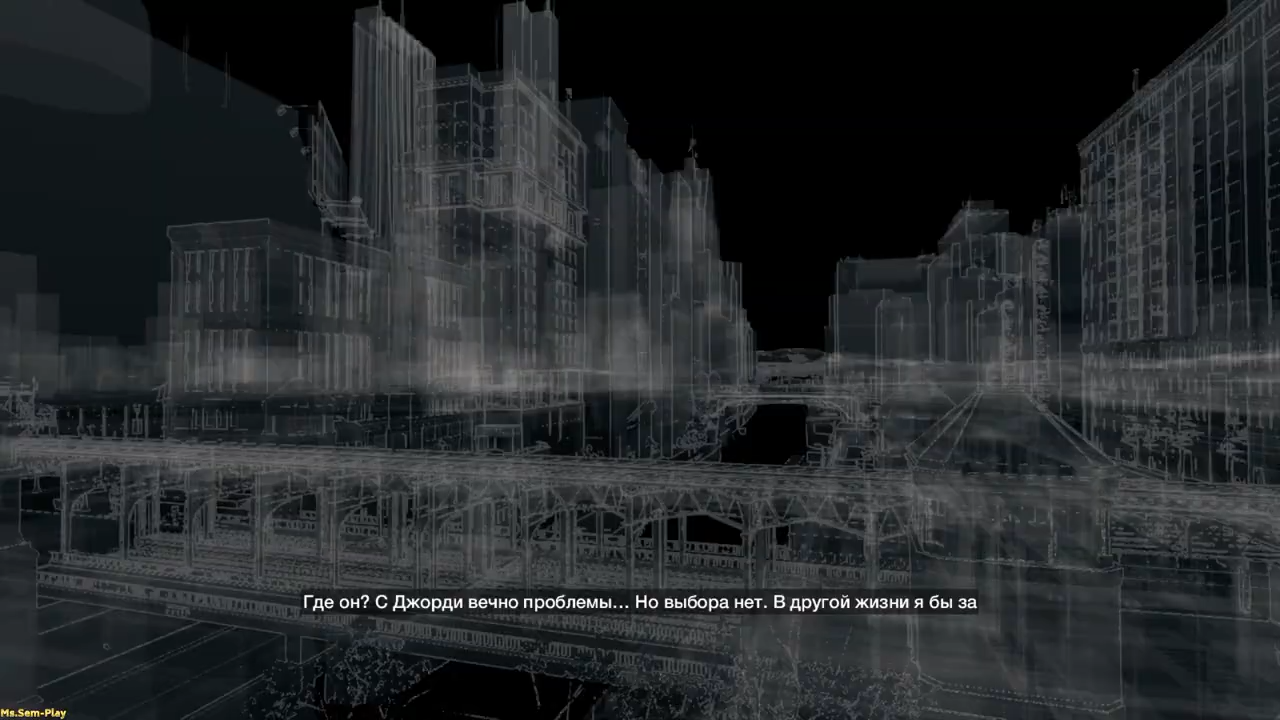 Где он? С Джорди вечно проблемы... Но выбора нет. В другой жизни я бы за
Ms.Sem-Play